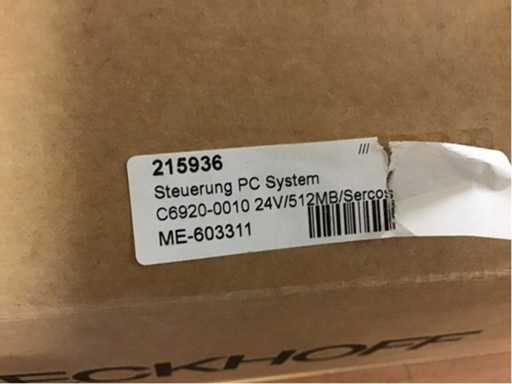 215936
///
Steuerung PC System
C6920-0010 24V/512MB/Sercos
ME-603311
ECKHOFF